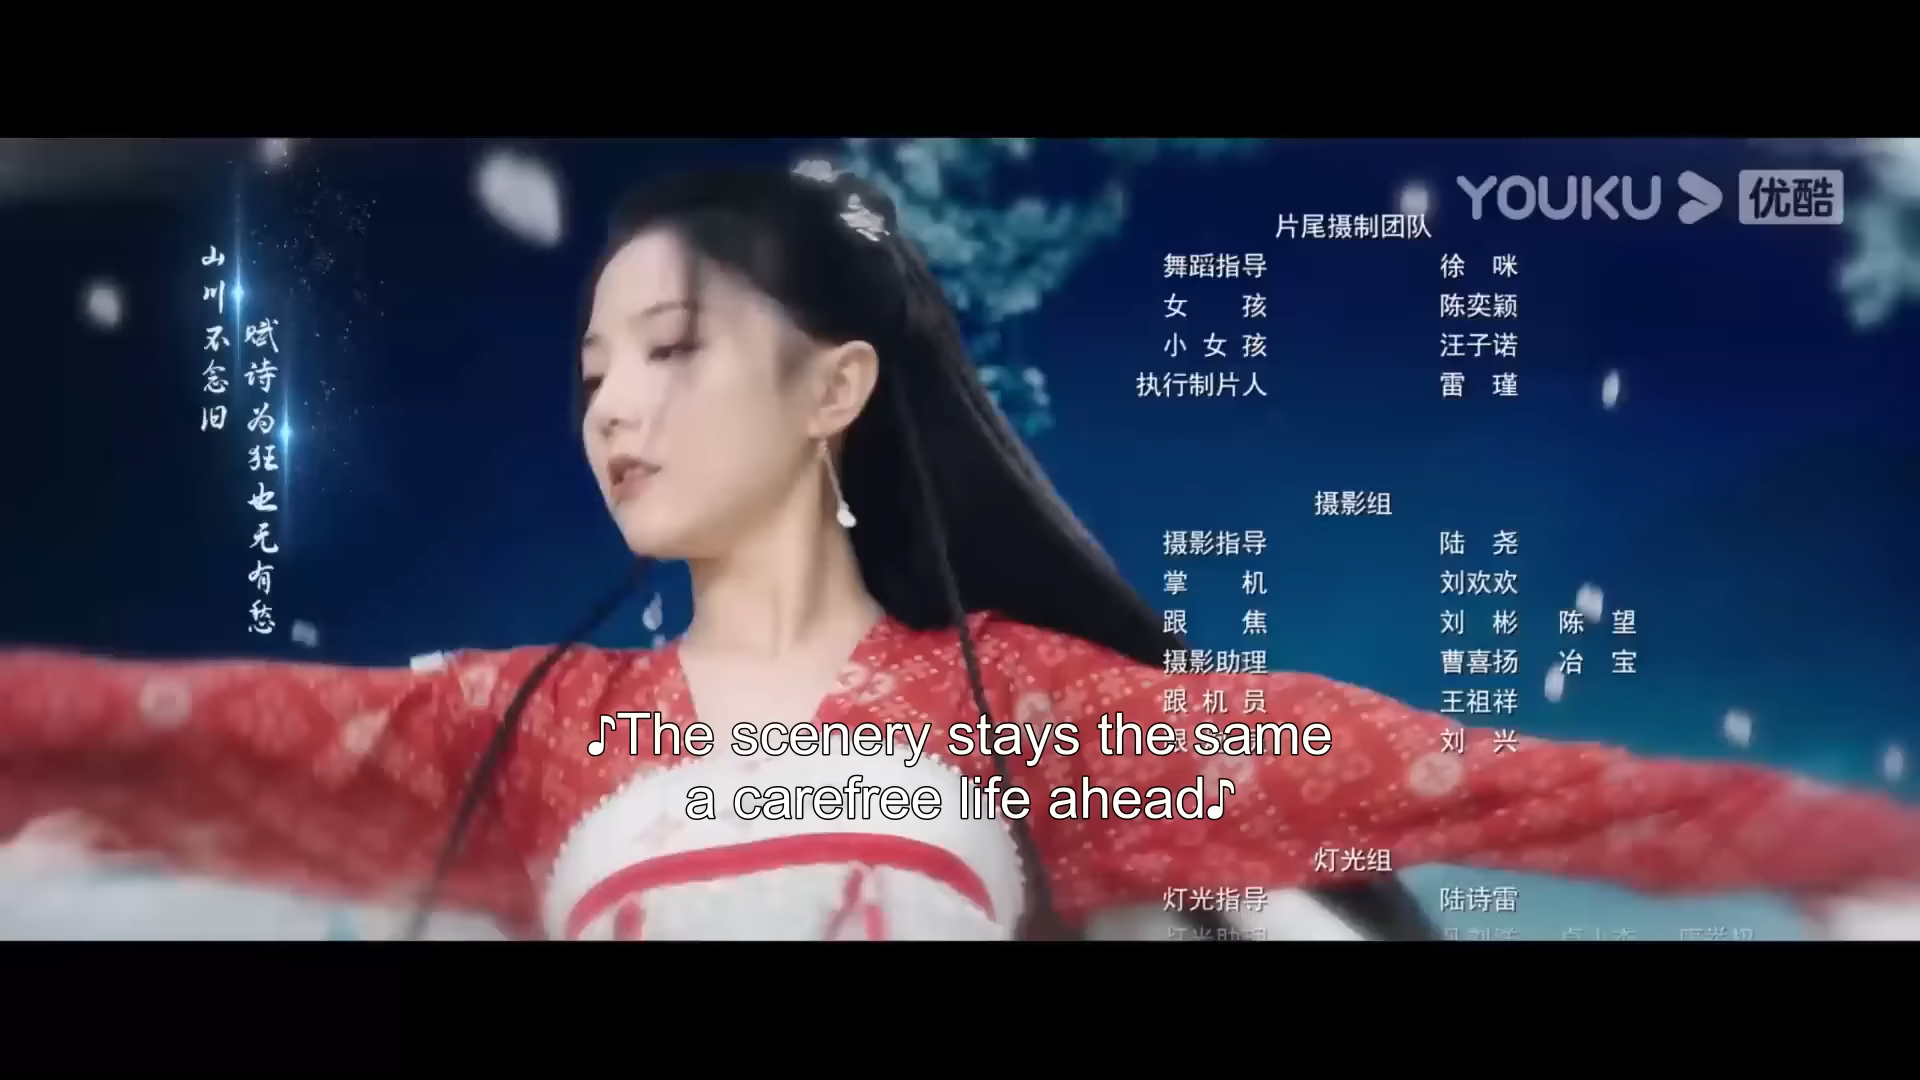 YOUKU 优酷
山川不念旧
赋诗为狂也无有愁
片尾摄制团队
舞蹈指导 徐 咪
女 孩 陈奕颖
小 女 孩 汪子诺
执行制片人 雷 瑾
摄影组
摄影指导 陆 尧
掌 机 刘欢欢
跟 焦 刘 彬 陈 望
摄影助理 曹喜扬 冶 宝
跟 机 员 王祖祥
刘 兴
♪The scenery stays the same
a carefree life ahead♪
灯光组
灯光指导 陆诗雷
灯光助理